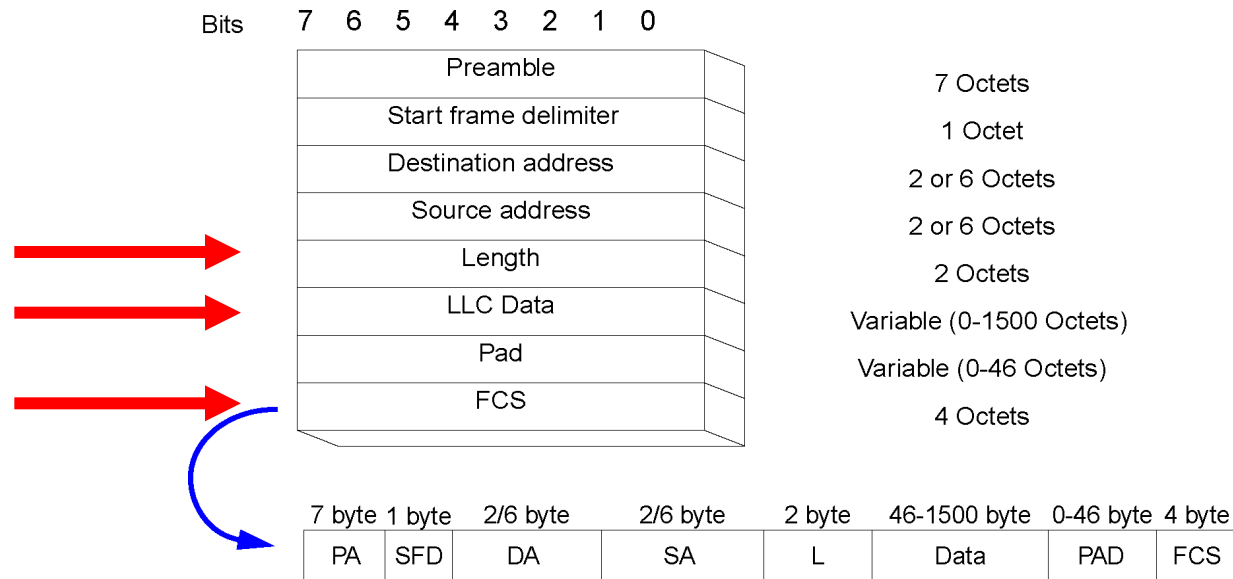 Bits 7 6 5 4 3 2 1 0
Preamble 7 Octets
Start frame delimiter 1 Octet
Destination address 2 or 6 Octets
Source address 2 or 6 Octets
Length 2 Octets
LLC Data Variable (0-1500 Octets)
Pad Variable (0-46 Octets)
FCS 4 Octets
7 byte 1 byte 2/6 byte 2/6 byte 2 byte 46-1500 byte 0-46 byte 4 byte
PA SFD DA SA L Data PAD FCS